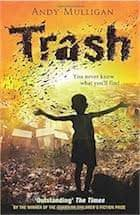 ANDY MULLIGAN
Trash
You never know
what you'll find!
'Outstanding' The Times
BY THE WINNER OF THE GUARDIAN CHILDREN'S FICTION PRIZE